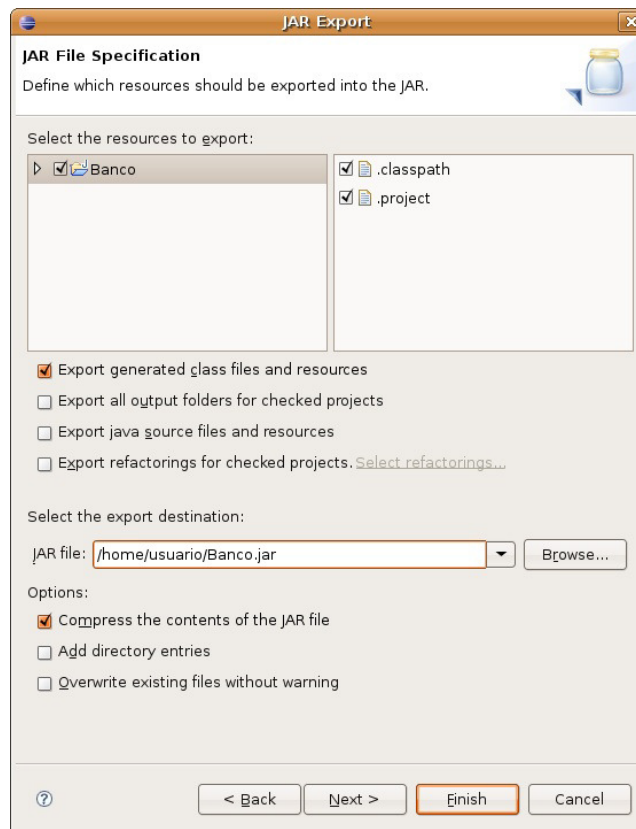 JAR Export
JAR File Specification
Define which resources should be exported into the JAR.
Select the resources to export:
Banco
.classpath
.project
Export generated class files and resources
Export all output folders for checked projects
Export java source files and resources
Export refactorings for checked projects. Select refactorings...
Select the export destination:
JAR file: /home/usuario/Banco.jar Browse...
Options:
Compress the contents of the JAR file
Add directory entries
Overwrite existing files without warning
? < Back Next > Finish Cancel